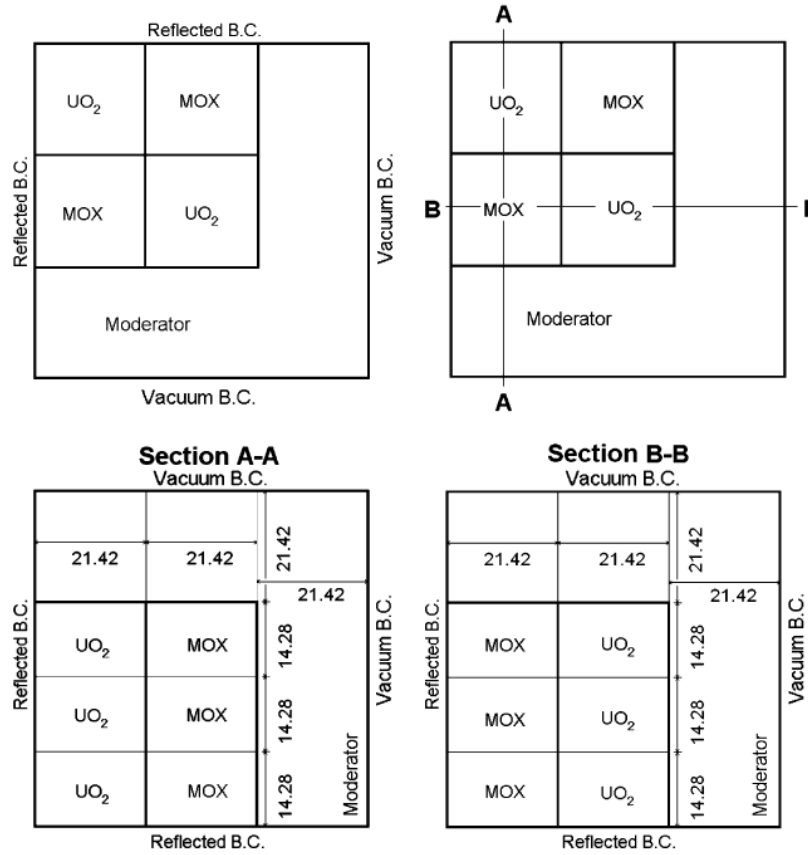 Reflected B.C.
UO₂ MOX
MOX UO₂
Moderator
Reflected B.C.
Vacuum B.C.
Vacuum B.C.
A
UO₂ MOX
B MOX UO₂
Moderator
A
Section A-A
Vacuum B.C.
21.42 21.42 21.42
21.42
Reflected B.C.
UO₂ MOX 14.28
UO₂ MOX 14.28
UO₂ MOX 14.28
Moderator
Vacuum B.C.
Reflected B.C.
Section B-B
Vacuum B.C.
21.42 21.42 21.42
21.42
Reflected B.C.
MOX UO₂ 14.28
MOX UO₂ 14.28
MOX UO₂ 14.28
Moderator
Vacuum B.C.
Reflected B.C.